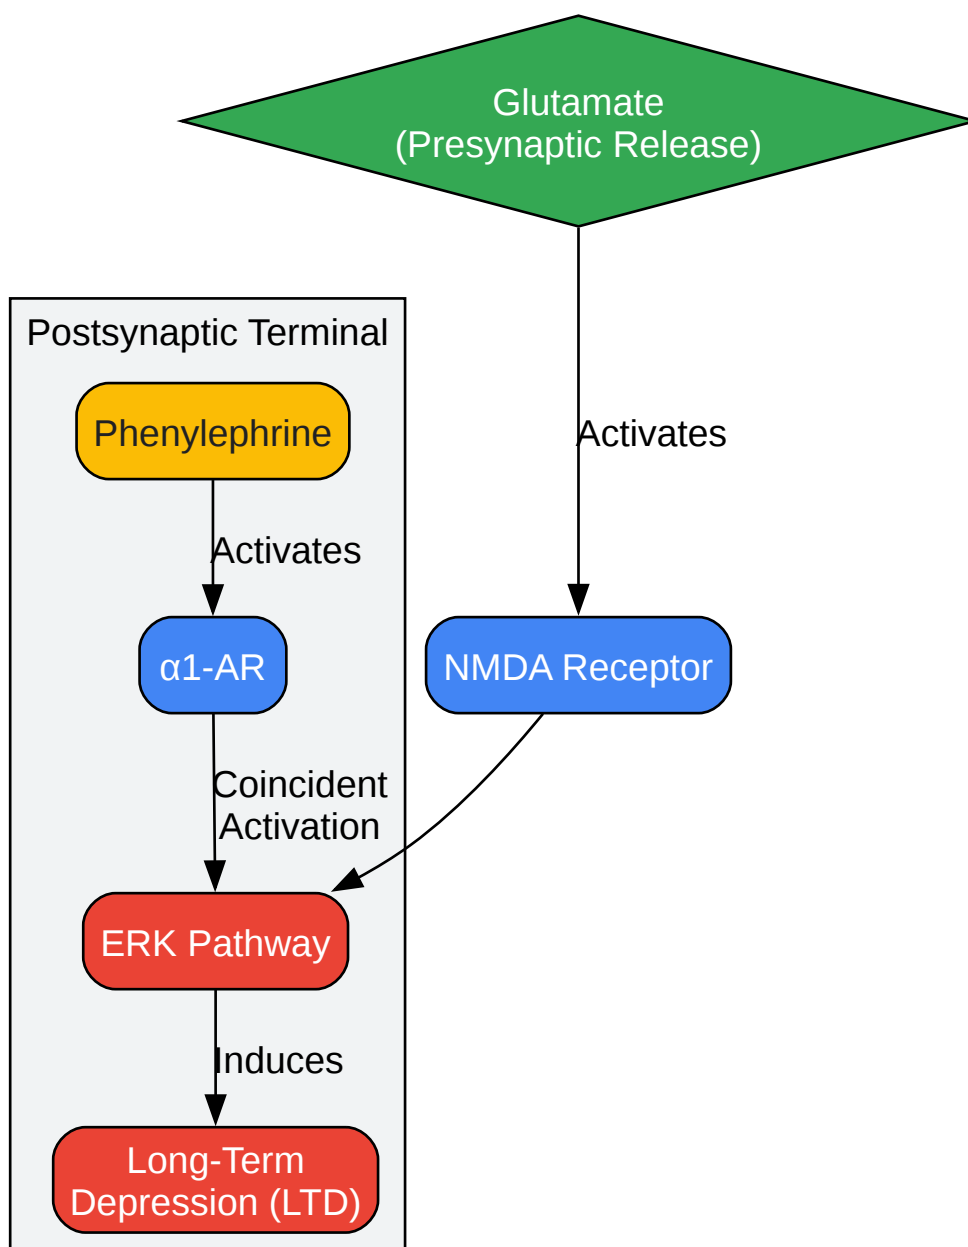 Glutamate
(Presynaptic Release)
Postsynaptic Terminal
Phenylephrine
Activates
Activates
α1-AR
NMDA Receptor
Coincident
Activation
ERK Pathway
Induces
Long-Term
Depression (LTD)